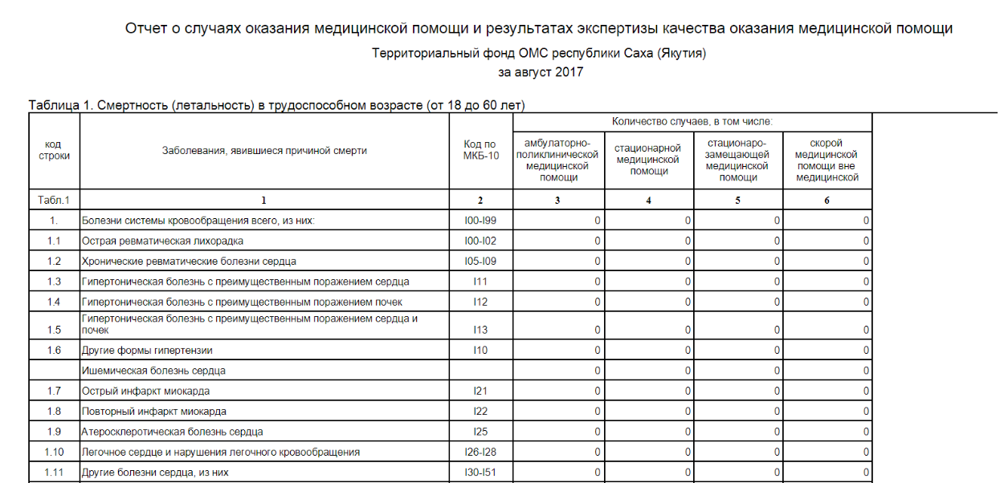 Отчет о случаях оказания медицинской помощи и результатах экспертизы качества оказания медицинской помощи
Территориальный фонд ОМС республики Саха (Якутия)
за август 2017
Таблица 1. Смертность (летальность) в трудоспособном возрасте (от 18 до 60 лет)
код строки Заболевания, явившиеся причиной смерти Код по МКБ-10 Количество случаев, в том числе:
амбулаторно-поликлинической медицинской помощи стационарной медицинской помощи стационаро-замещающей медицинской помощи скорой медицинской помощи вне медицинской
Табл.1 1 2 3 4 5 6
1. Болезни системы кровообращения всего, из них: I00-I99 0 0 0 0
1.1 Острая ревматическая лихорадка I00-I02 0 0 0 0
1.2 Хронические ревматические болезни сердца I05-I09 0 0 0 0
1.3 Гипертоническая болезнь с преимущественным поражением сердца I11 0 0 0 0
1.4 Гипертоническая болезнь с преимущественным поражением почек I12 0 0 0 0
1.5 Гипертоническая болезнь с преимущественным поражением сердца и почек I13 0 0 0 0
1.6 Другие формы гипертензии I10 0 0 0 0
Ишемическая болезнь сердца 0 0 0 0
1.7 Острый инфаркт миокарда I21 0 0 0 0
1.8 Повторный инфаркт миокарда I22 0 0 0 0
1.9 Атеросклеротическая болезнь сердца I25 0 0 0 0
1.10 Легочное сердце и нарушения легочного кровообращения I26-I28 0 0 0 0
1.11 Другие болезни сердца, из них I30-I51 0 0 0 0